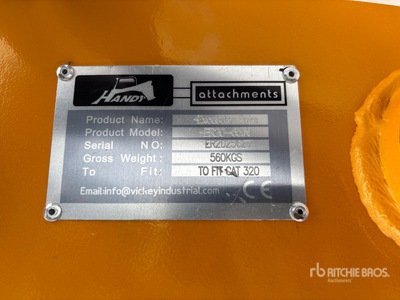 HANDY attachments
Product Name:
Product Model:
Serial NO:
Gross Weight: 560KGS
To Fit: TO FIT CAT 320
Email:info@vickeyindustrial.com CE
rb RITCHIE BROS.
Auctioneers